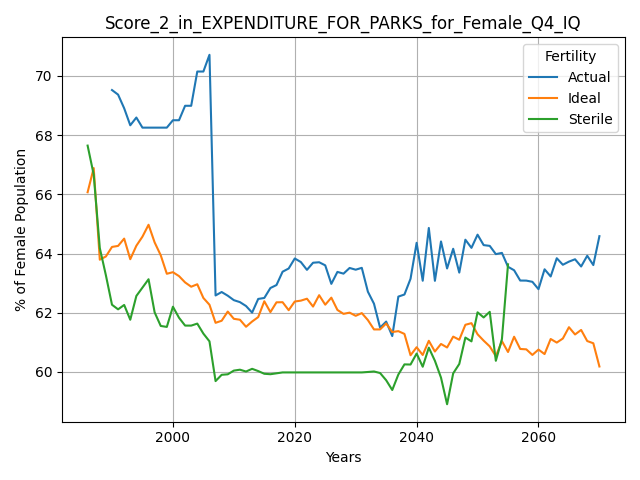 Score_2_in_EXPENDITURE_FOR_PARKS_for_Female_Q4_IQ
Fertility
Actual
Ideal
Sterile
% of Female Population
70
68
66
64
62
60
2000
2020
2040
2060
Years